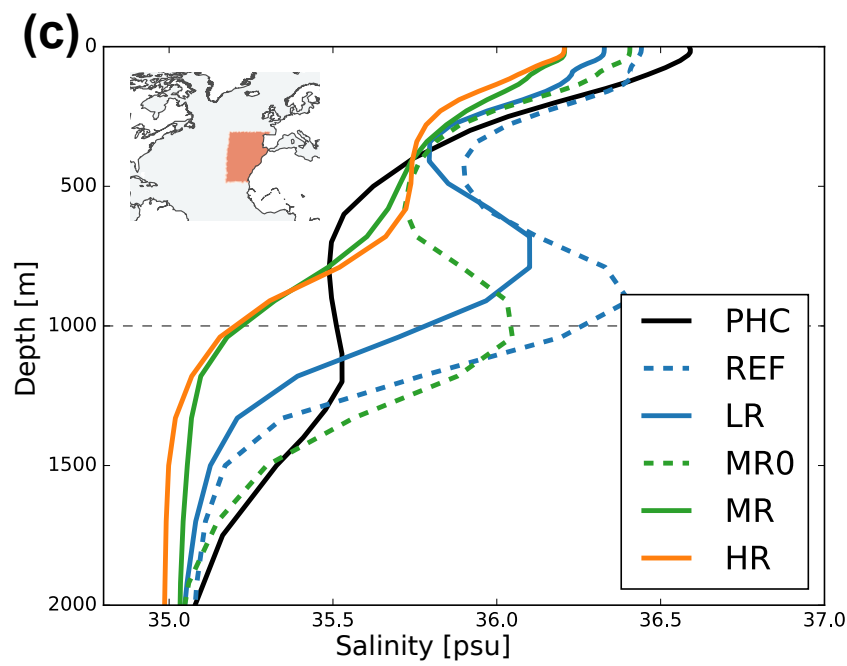 (c)
0
500
1000
1500
2000
Depth [m]
35.0
35.5
36.0
36.5
37.0
Salinity [psu]
PHC
REF
LR
MR0
MR
HR